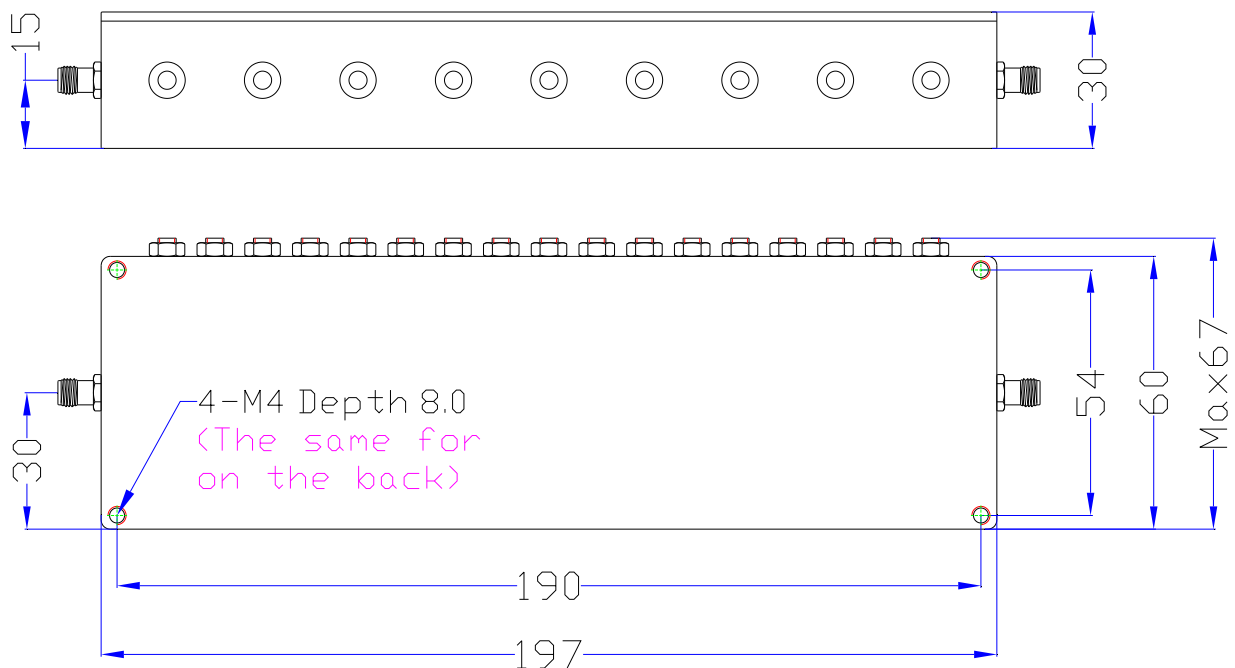 15
30
4-M4 Depth 8.0
(The same for
on the back)
30
54
60
Max67
190
197